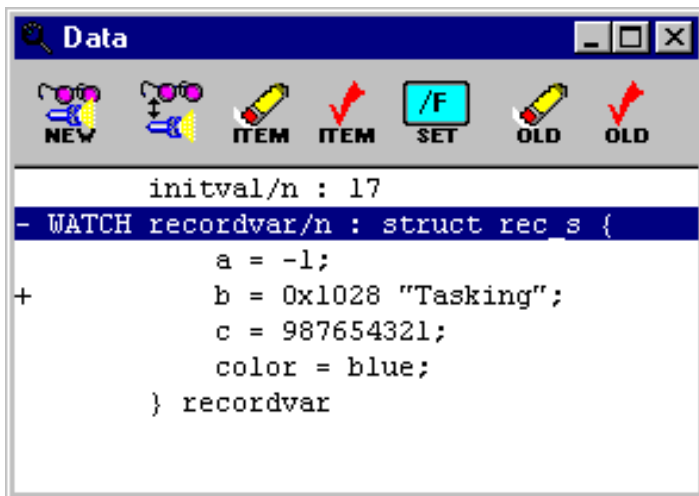 Data
NEW ITEM ITEM /F SET OLD OLD
initval/n : 17
- WATCH recordvar/n : struct rec_s {
a = -1;
+ b = 0x1028 "Tasking";
c = 987654321;
color = blue;
} recordvar